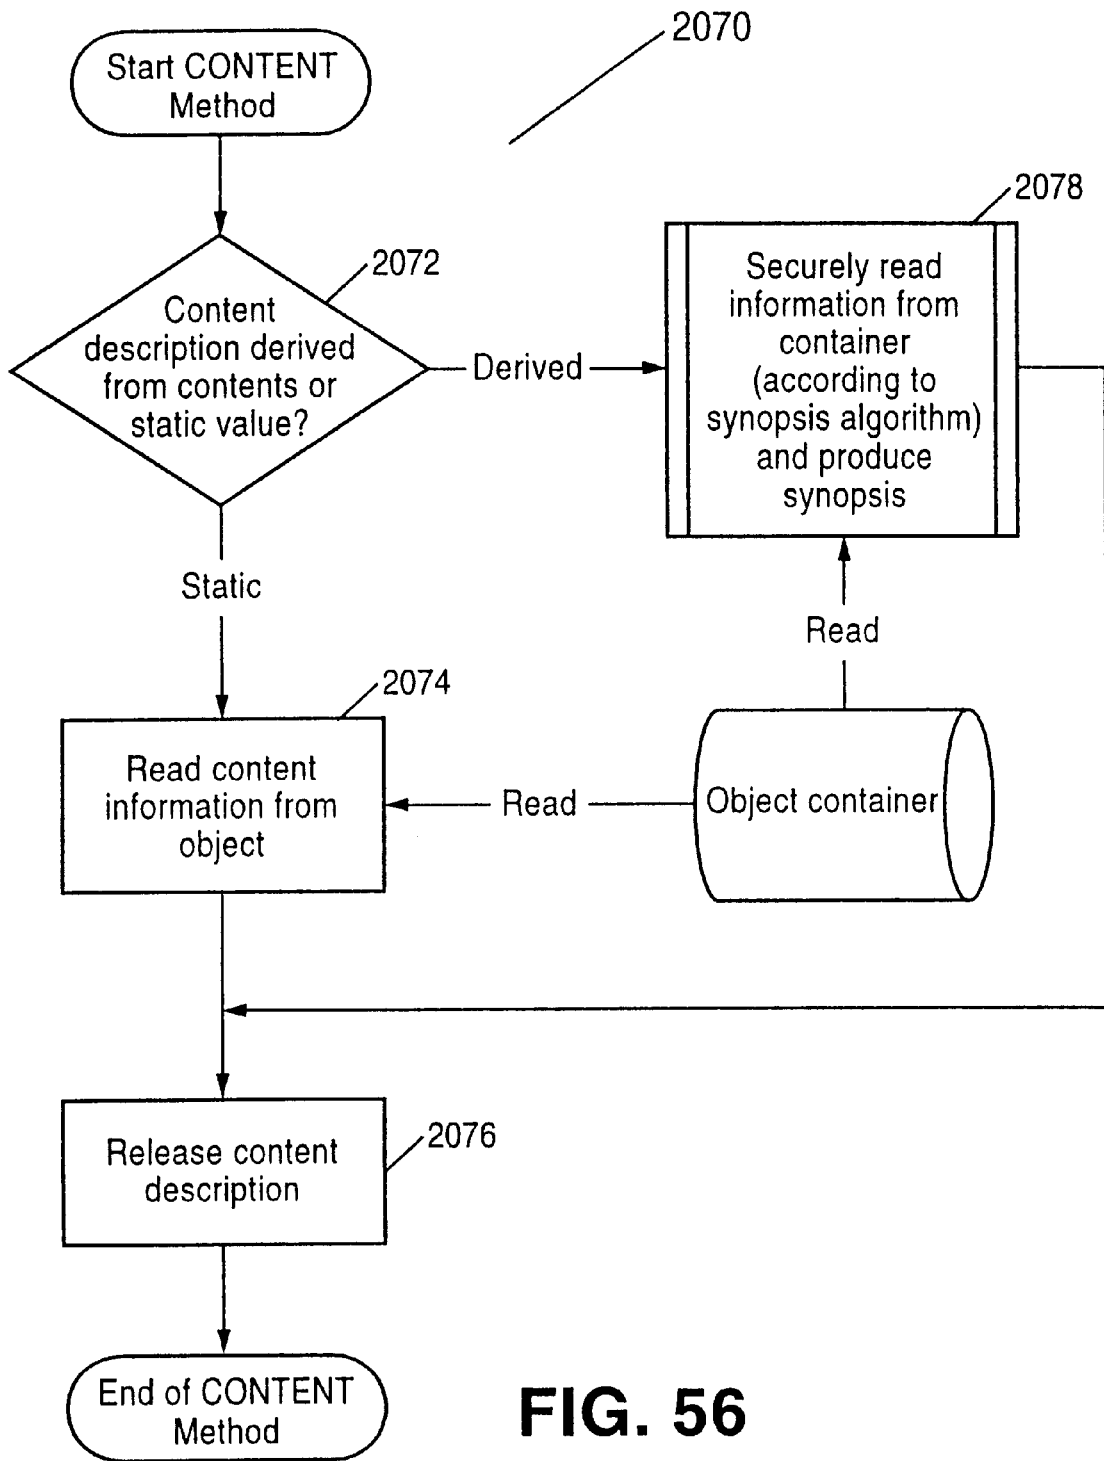 2070
Start CONTENT
Method
2072
Content
description derived
from contents or
static value?
Derived
2078
Securely read
information from
container
(according to
synopsis algorithm)
and produce
synopsis
Static
Read
2074
Read content
information from
object
Read
Object container
2076
Release content
description
End of CONTENT
Method
FIG. 56